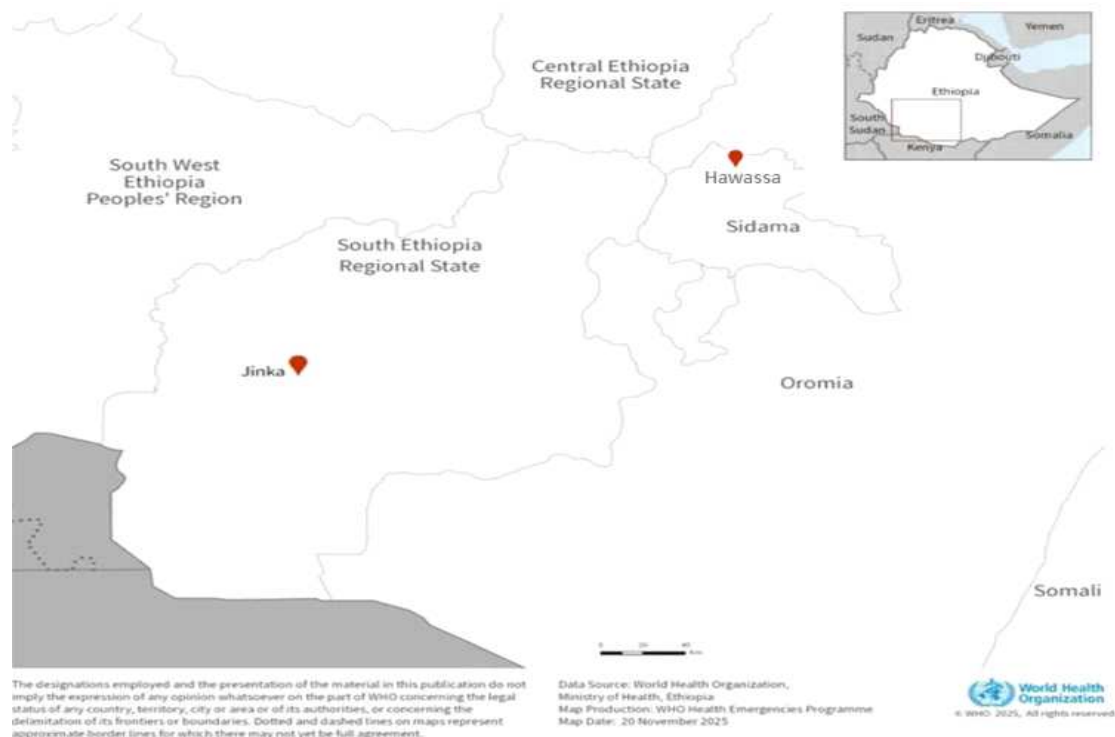 Central Ethiopia
Regional State
South West
Ethiopia
Peoples' Region
Hawassa
Sidama
South Ethiopia
Regional State
Jinka
Oromia
Somali
Eritrea
Yemen
Sudan
Djibouti
Ethiopia
South
Sudan
Somalia
Kenya
0 20 40
Km
The designations employed and the presentation of the material in this publication do not
imply the expression of any opinion whatsoever on the part of WHO concerning the legal
status of any country, territory, city or area or of its authorities, or concerning the
delimitation of its frontiers or boundaries. Dotted and dashed lines on maps represent
approximate border lines for which there may not yet be full agreement.
Data Source: World Health Organization,
Ministry of Health, Ethiopia
Map Production: WHO Health Emergencies Programme
Map Date: 20 November 2025
World Health
Organization
© WHO 2025, All rights reserved